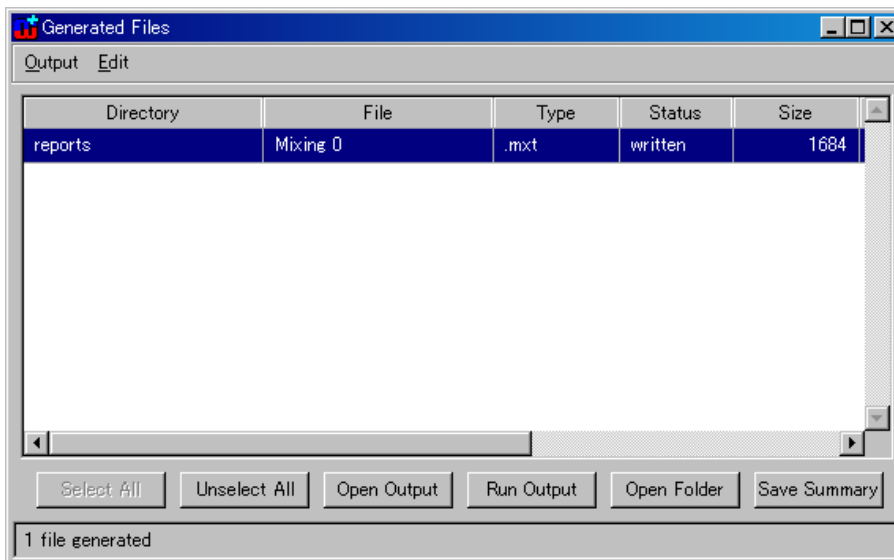 Generated Files
Output Edit
Directory File Type Status Size
reports Mixing 0 .mxt written 1684
Select All Unselect All Open Output Run Output Open Folder Save Summary
1 file generated